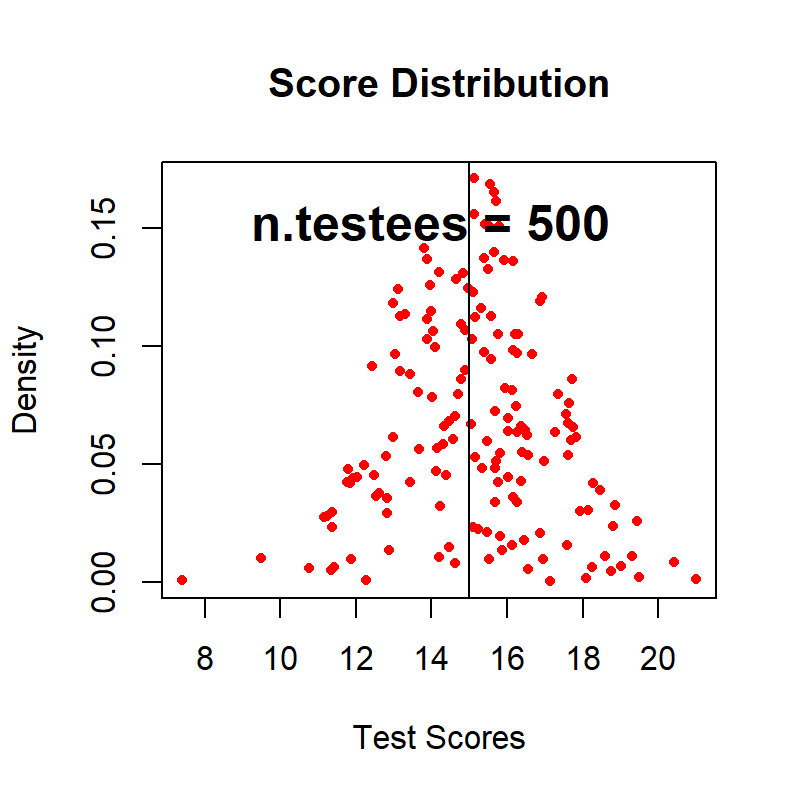 Score Distribution
n.testees = 500
Density
0.15
0.10
0.05
0.00
8 10 12 14 16 18 20
Test Scores